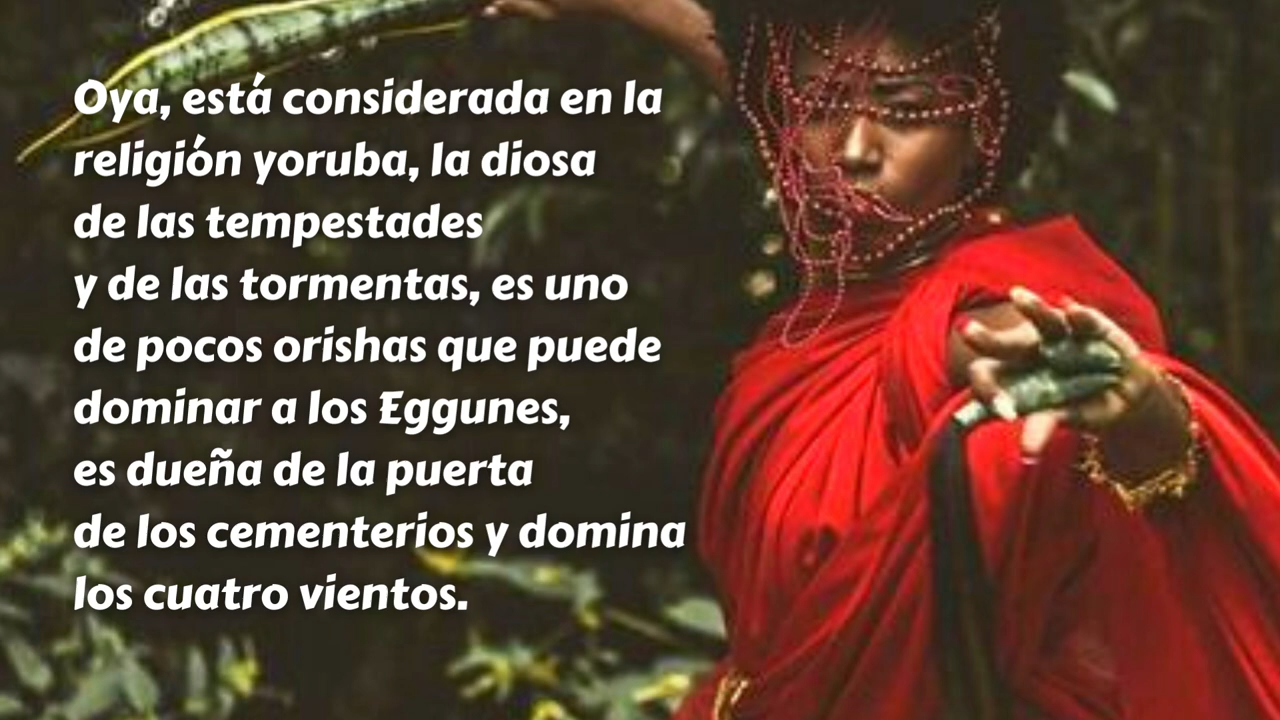 Oya, está considerada en la
religión yoruba, la diosa
de las tempestades
y de las tormentas, es uno
de pocos orishas que puede
dominar a los Eggunes,
es dueña de la puerta
de los cementerios y domina
los cuatro vientos.